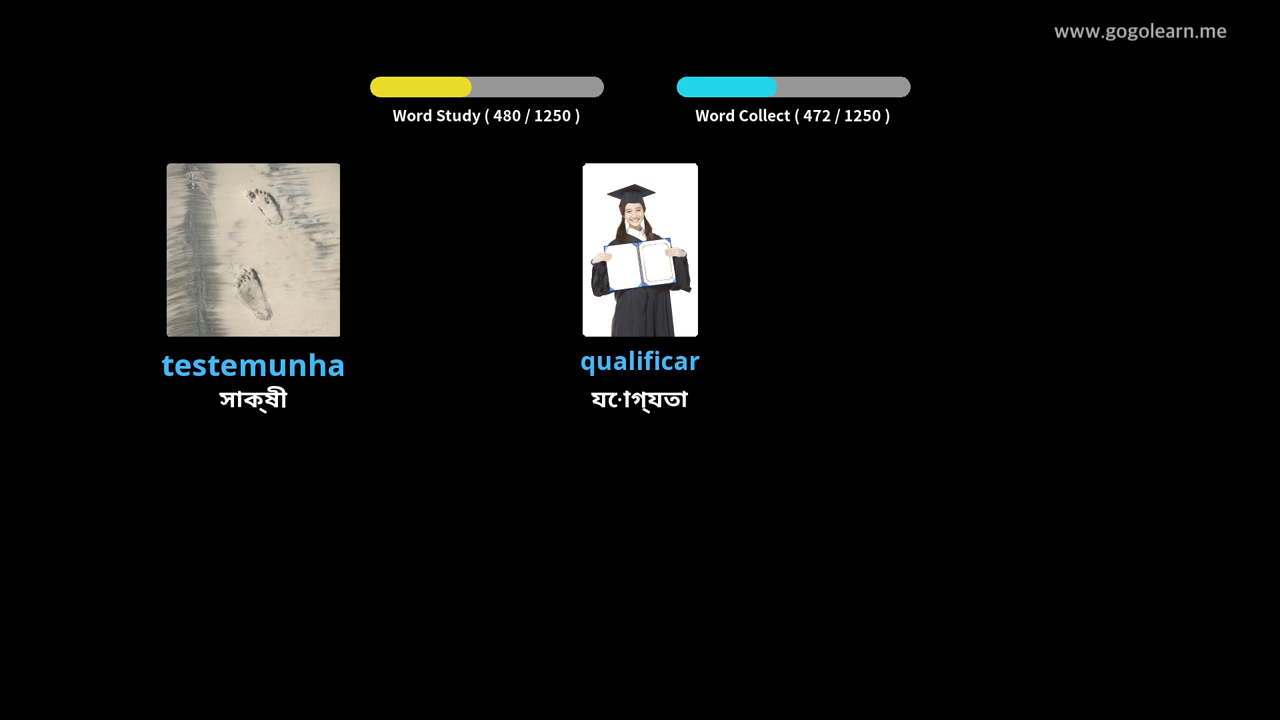 www.gogolearn.me
Word Study ( 480 / 1250 )
Word Collect ( 472 / 1250 )
testemunha
সাক্ষী
qualificar
যোগ্যতা